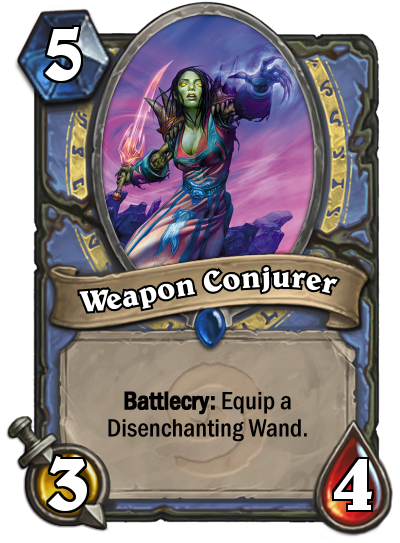 5
Weapon Conjurer
Battlecry: Equip a
Disenchanting Wand.
3
4